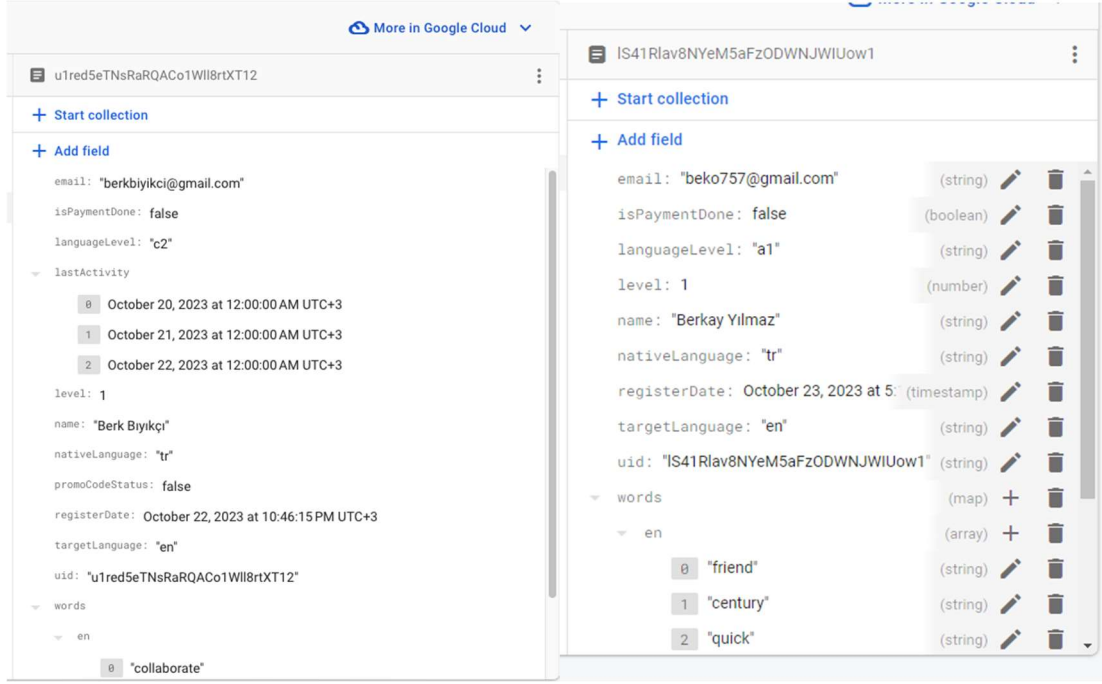 More in Google Cloud
u1red5eTNsRaRQACo1Wll8rtXT12
Start collection
Add field
email: "berkbiyikci@gmail.com"
isPaymentDone: false
languageLevel: "c2"
lastActivity
0 October 20, 2023 at 12:00:00 AM UTC+3
1 October 21, 2023 at 12:00:00 AM UTC+3
2 October 22, 2023 at 12:00:00 AM UTC+3
level: 1
name: "Berk Bıyıkçı"
nativeLanguage: "tr"
promoCodeStatus: false
registerDate: October 22, 2023 at 10:46:15 PM UTC+3
targetLanguage: "en"
uid: "u1red5eTNsRaRQACo1Wll8rtXT12"
words
en
0 "collaborate"
lS41Rlav8NYeM5aFzODWNJWIUow1
Start collection
Add field
email: "beko757@gmail.com" (string)
isPaymentDone: false (boolean)
languageLevel: "a1" (string)
level: 1 (number)
name: "Berkay Yılmaz" (string)
nativeLanguage: "tr" (string)
registerDate: October 23, 2023 at 5: (timestamp)
targetLanguage: "en" (string)
uid: "lS41Rlav8NYeM5aFzODWNJWIUow1" (string)
words (map)
en (array)
0 "friend" (string)
1 "century" (string)
2 "quick" (string)